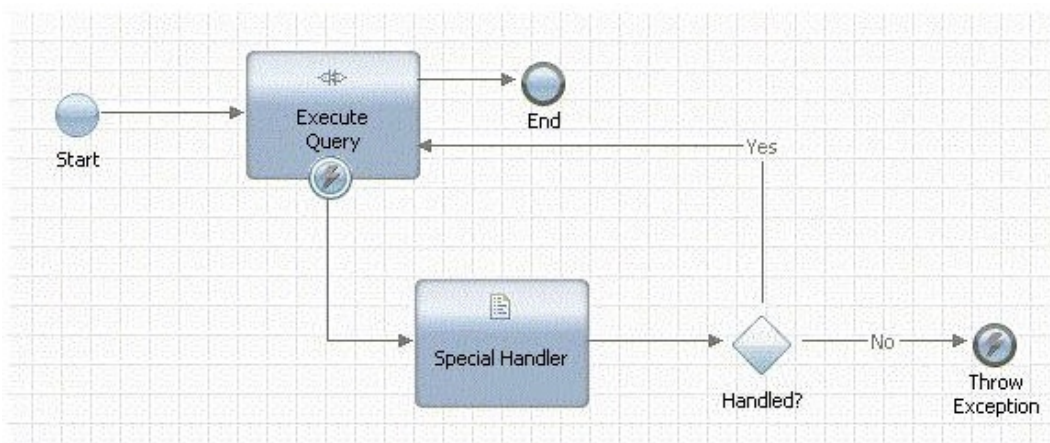 Start
Execute
Query
End
Yes
Special Handler
Handled?
No
Throw
Exception